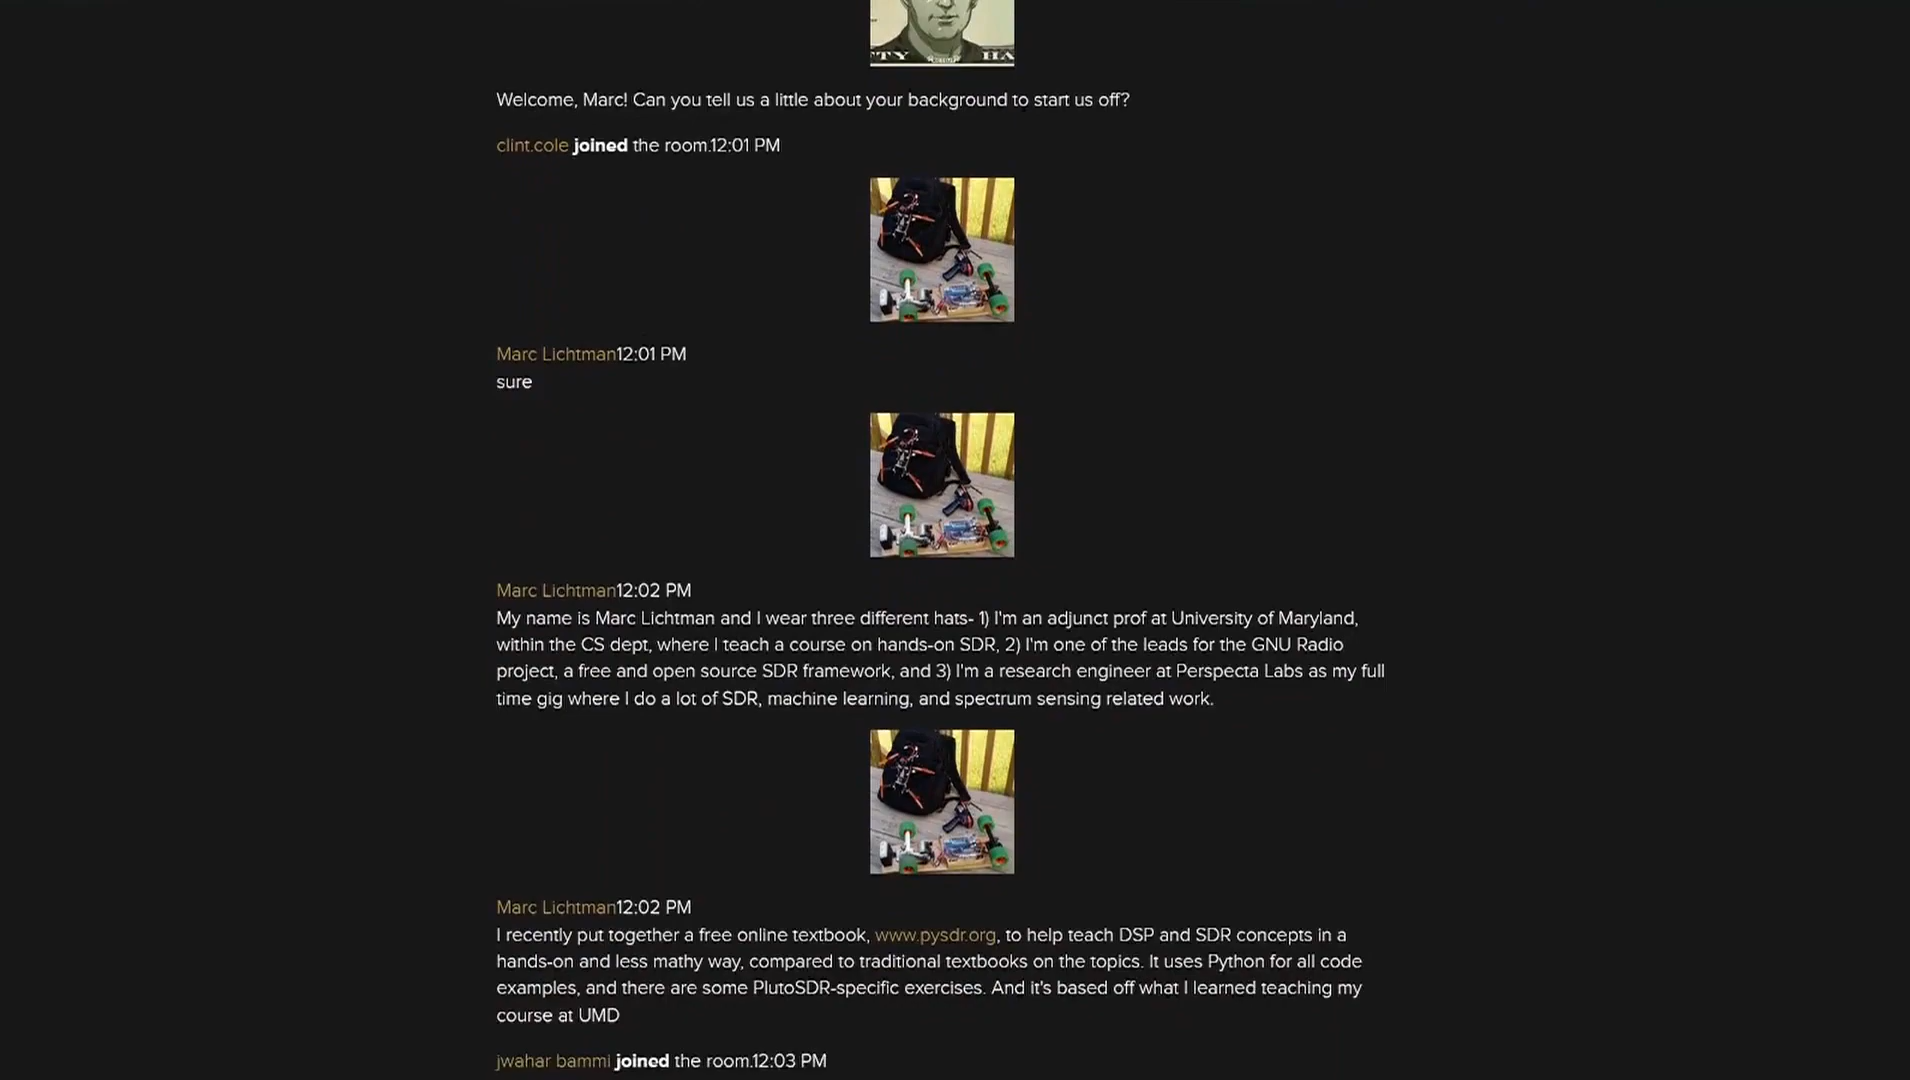 TY HA
Welcome, Marc! Can you tell us a little about your background to start us off?
clint.cole joined the room.12:01 PM
Marc Lichtman12:01 PM
sure
Marc Lichtman12:02 PM
My name is Marc Lichtman and I wear three different hats- 1) I'm an adjunct prof at University of Maryland,
within the CS dept, where I teach a course on hands-on SDR, 2) I'm one of the leads for the GNU Radio
project, a free and open source SDR framework, and 3) I'm a research engineer at Perspecta Labs as my full
time gig where I do a lot of SDR, machine learning, and spectrum sensing related work.
Marc Lichtman12:02 PM
I recently put together a free online textbook, www.pysdr.org, to help teach DSP and SDR concepts in a
hands-on and less mathy way, compared to traditional textbooks on the topics. It uses Python for all code
examples, and there are some PlutoSDR-specific exercises. And it's based off what I learned teaching my
course at UMD
jwahar bammi joined the room.12:03 PM